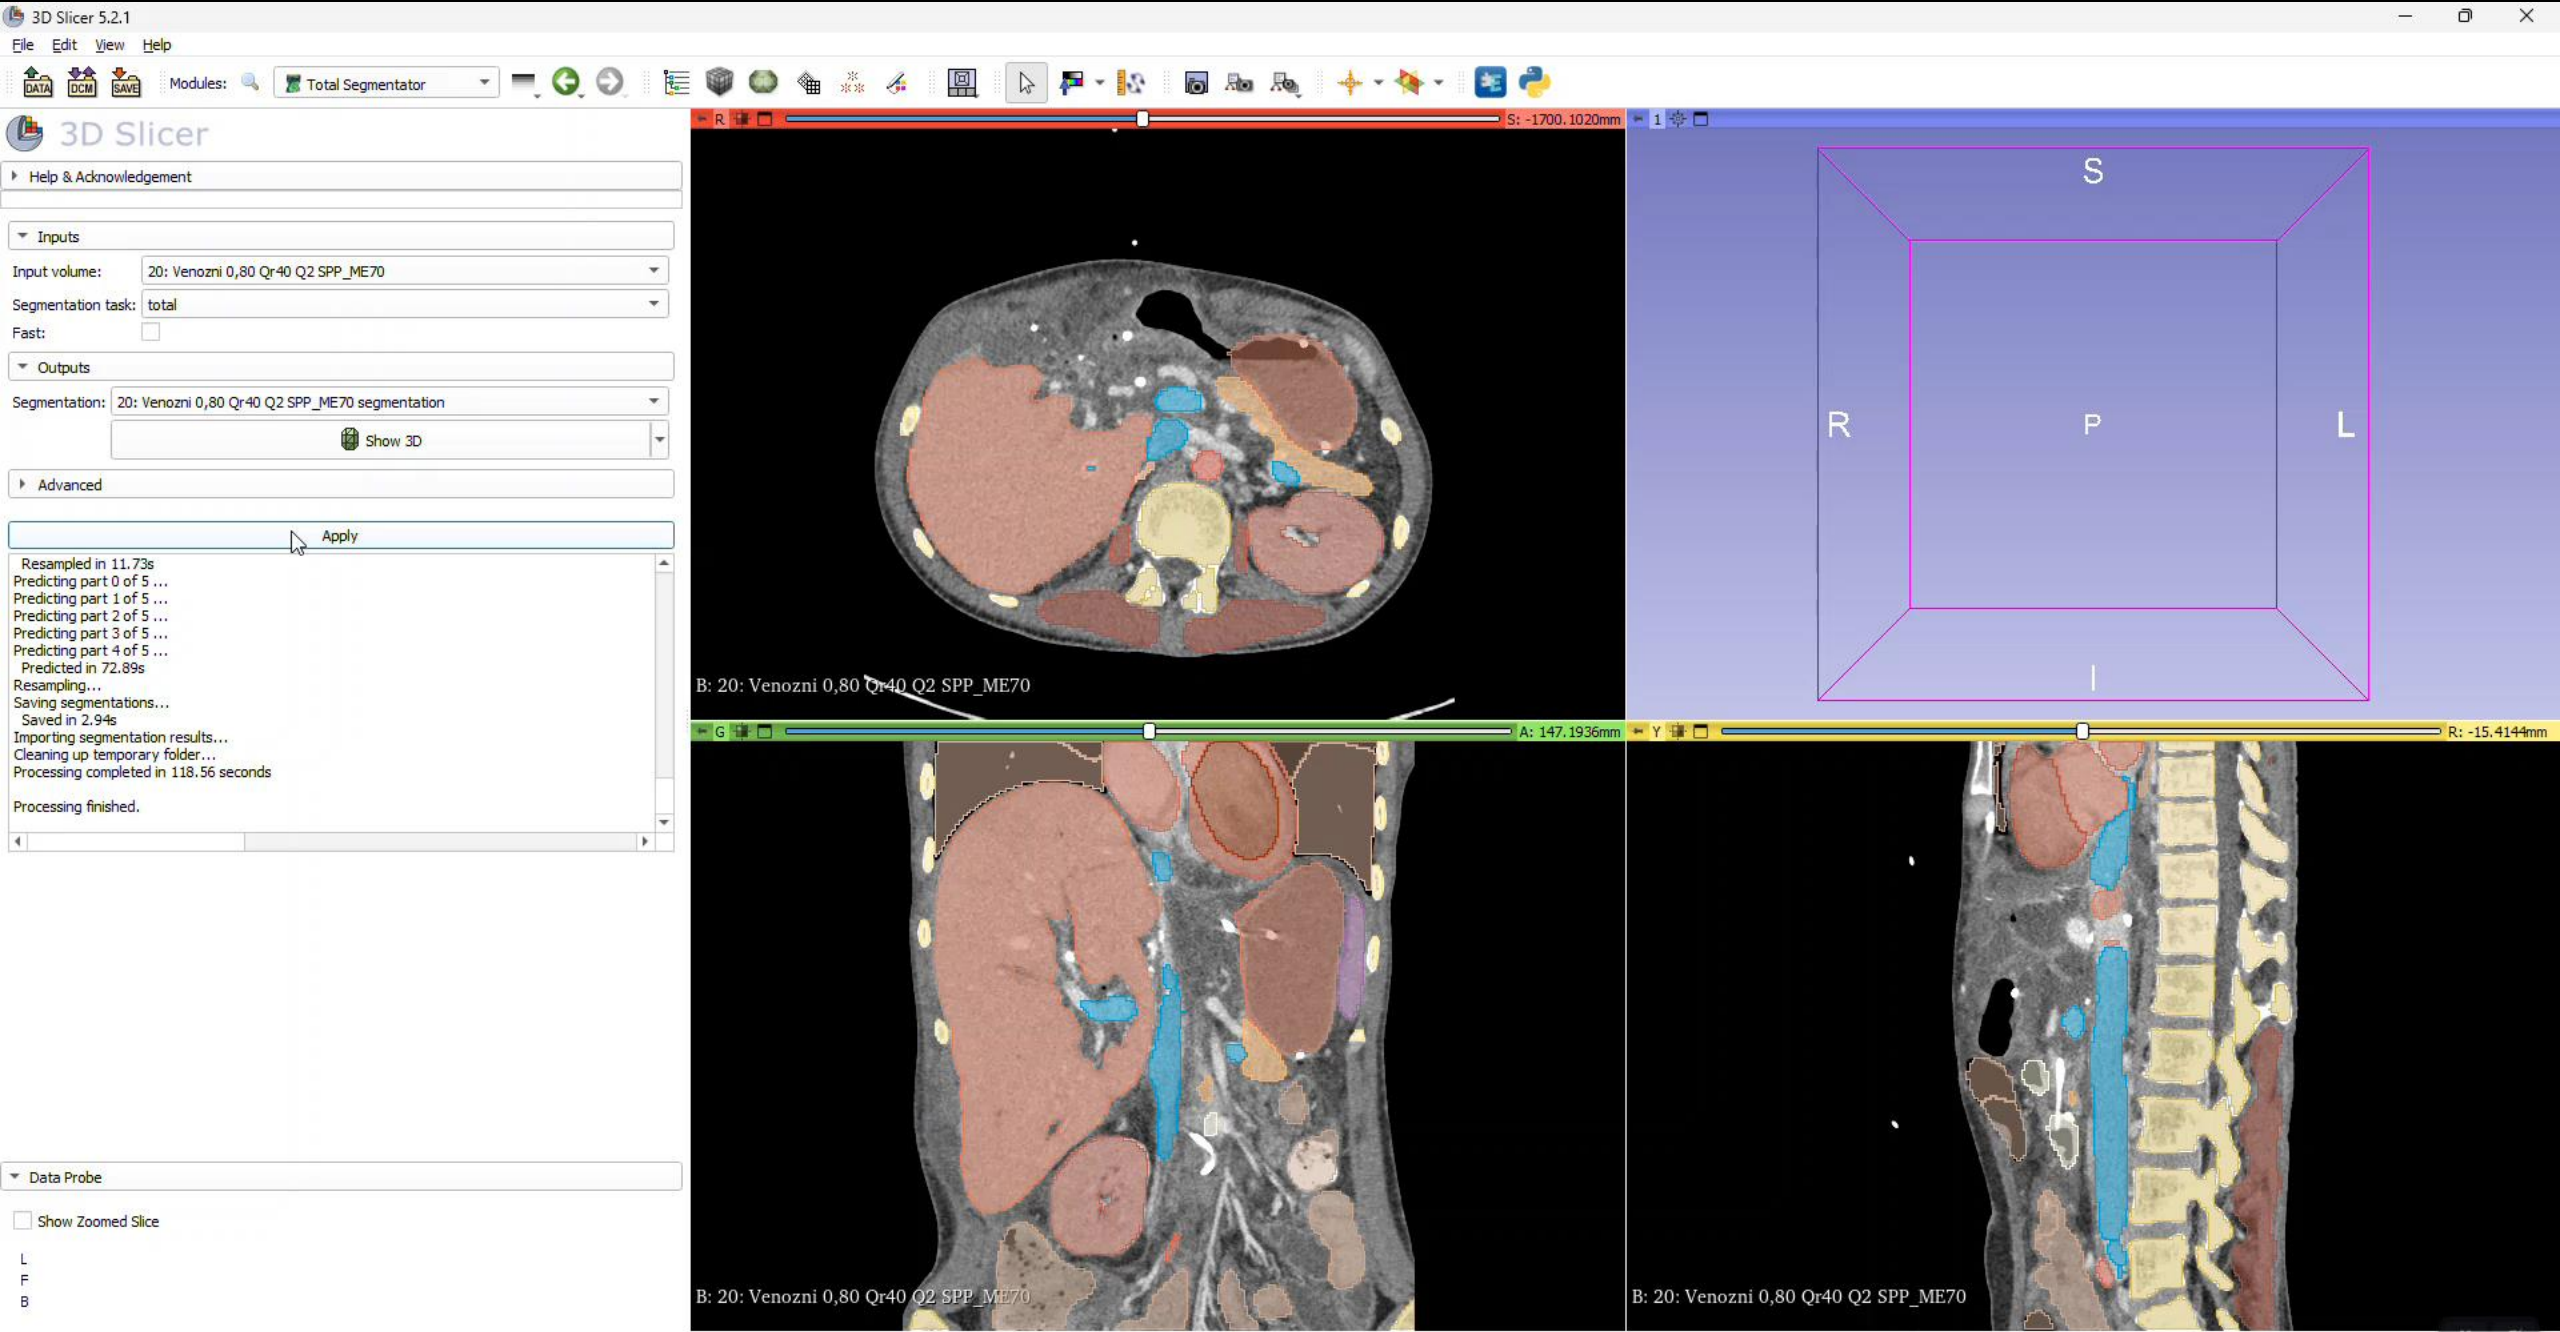 3D Slicer 5.2.1
File Edit View Help
DATA DCM SAVE Modules: Total Segmentator
3D Slicer
Help & Acknowledgement
Inputs
Input volume: 20: Venozni 0,80 Qr40 Q2 SPP_ME70
Segmentation task: total
Fast:
Outputs
Segmentation: 20: Venozni 0,80 Qr40 Q2 SPP_ME70 segmentation
Show 3D
Advanced
Apply
Resampled in 11.73s
Predicting part 0 of 5 ...
Predicting part 1 of 5 ...
Predicting part 2 of 5 ...
Predicting part 3 of 5 ...
Predicting part 4 of 5 ...
Predicted in 72.89s
Resampling...
Saving segmentations...
Saved in 2.94s
Importing segmentation results...
Cleaning up temporary folder...
Processing completed in 118.56 seconds
Processing finished.
Data Probe
Show Zoomed Slice
L
F
B
R S: -1700.1020mm
B: 20: Venozni 0,80 Qr40 Q2 SPP_ME70
1
S
R P L
I
G A: 147.1936mm
B: 20: Venozni 0,80 Qr40 Q2 SPP_ME70
Y R: -15.4144mm
B: 20: Venozni 0,80 Qr40 Q2 SPP_ME70